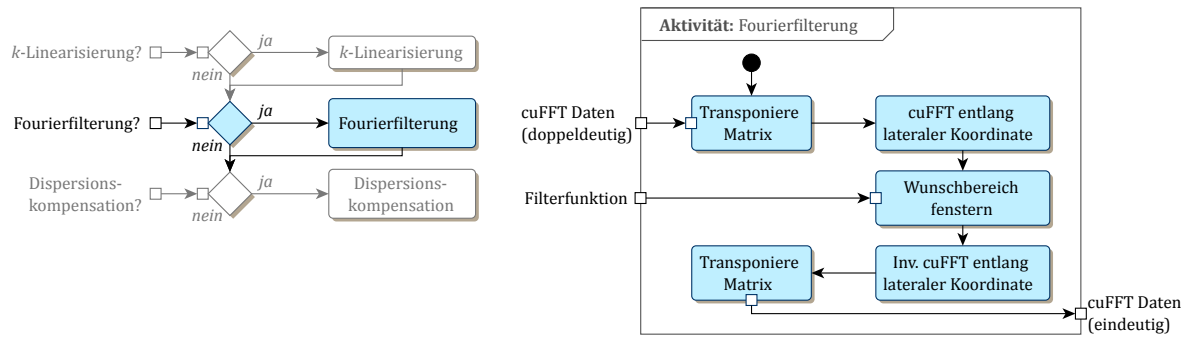 k-Linearisierung?
ja
k-Linearisierung
nein
Fourierfilterung?
ja
Fourierfilterung
nein
Dispersions-
kompensation?
ja
Dispersions-
kompensation
nein
Aktivität: Fourierfilterung
cuFFT Daten
(doppeldeutig)
Transponiere
Matrix
cuFFT entlang
lateraler Koordinate
Filterfunktion
Wunschbereich
fenstern
Inv. cuFFT entlang
lateraler Koordinate
Transponiere
Matrix
cuFFT Daten
(eindeutig)